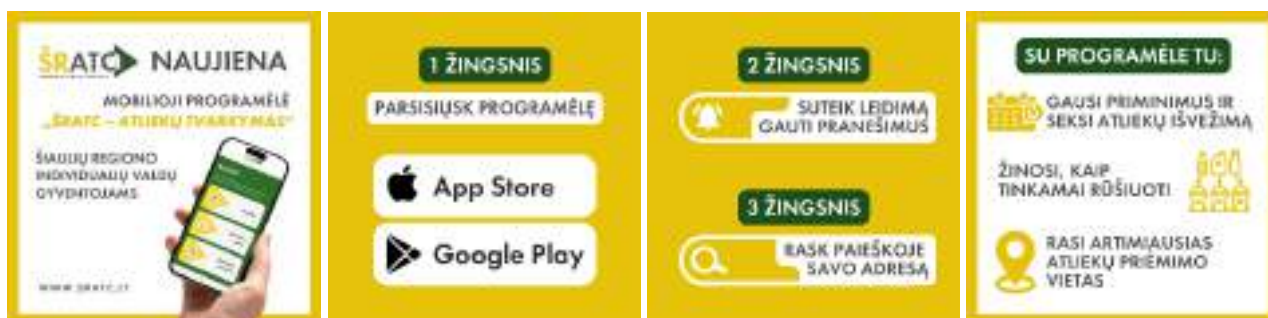 ŠRATC NAUJIENA
MOBILIOJI PROGRAMĖLĖ
„ŠRATC – ATLIEKŲ TVARKYMAS“
ŠIAULIŲ REGIONO
INDIVIDUALIŲ VALDŲ
GYVENTOJAMS
WWW.SRATC.LT
1 ŽINGSNIS
PARSISIŲSK PROGRAMĖLĘ
App Store
Google Play
2 ŽINGSNIS
SUTEIK LEIDIMĄ
GAUTI PRANEŠIMUS
3 ŽINGSNIS
RASK PAIEŠKOJE
SAVO ADRESĄ
SU PROGRAMĖLE TU:
GAUSI PRIMINIMUS IR
SEKSI ATLIEKŲ IŠVEŽIMĄ
ŽINOSI, KAIP
TINKAMAI RŪŠIUOTI
RASI ARTIMIAUSIAS
ATLIEKŲ PRIĖMIMO
VIETAS